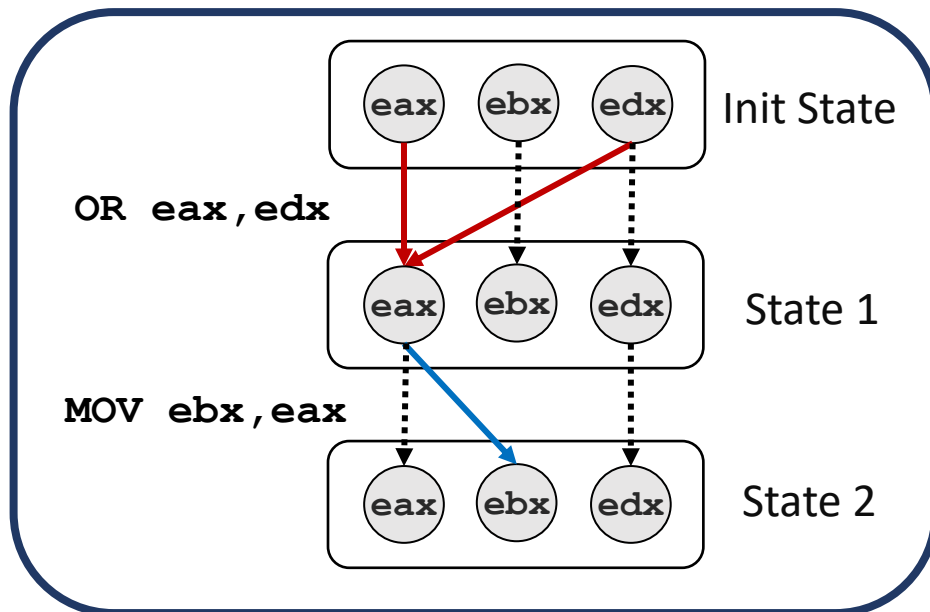 eax ebx edx Init State
OR eax,edx
eax ebx edx State 1
MOV ebx,eax
eax ebx edx State 2